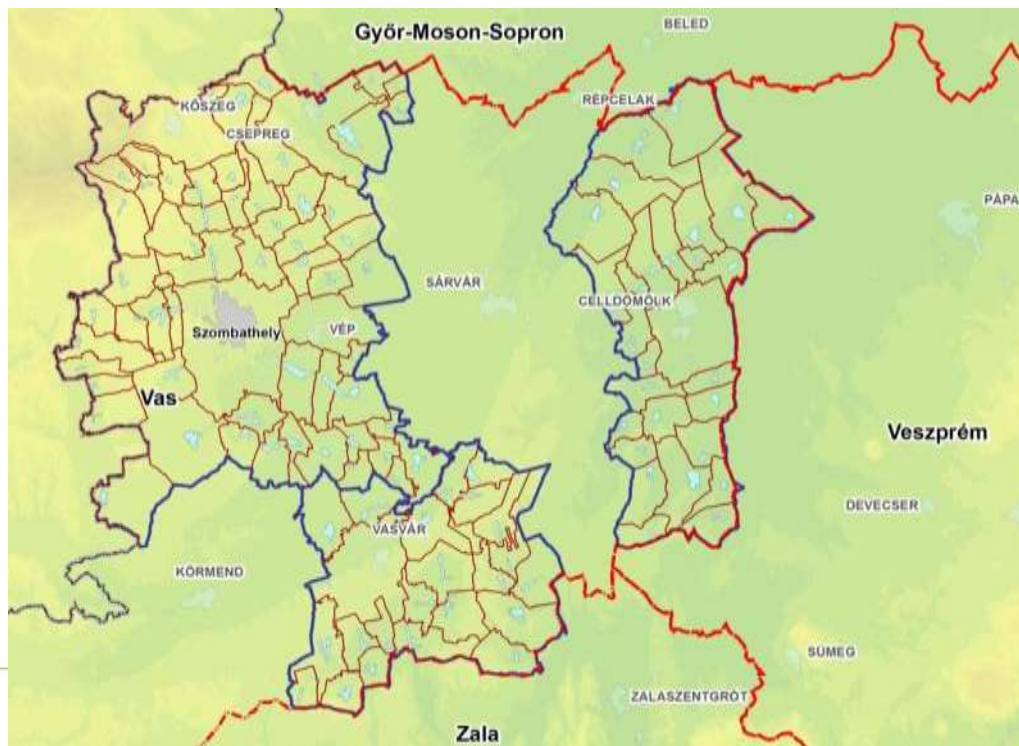 Győr-Moson-Sopron
BELED
KŐSZEG
RÉPCELAK
CSEPREG
PÁPA
SÁRVÁR
CELLDÖMÖLK
Szombathely
VÉP
Vas
Veszprém
DEVECSER
VASVÁR
KÖRMEND
SÜMEG
ZALASZENTGRÓT
Zala